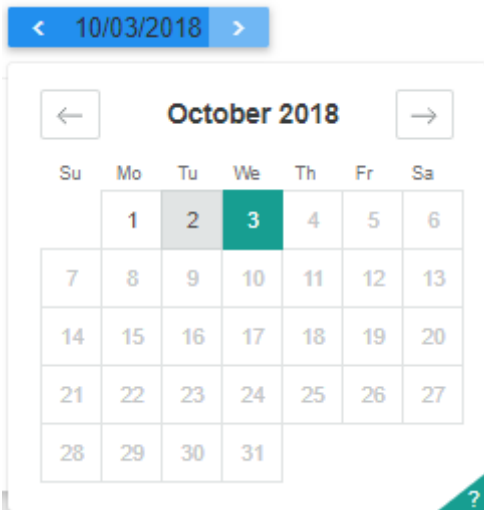 < 10/03/2018 >
← October 2018 →
Su Mo Tu We Th Fr Sa
1 2 3 4 5 6
7 8 9 10 11 12 13
14 15 16 17 18 19 20
21 22 23 24 25 26 27
28 29 30 31
?